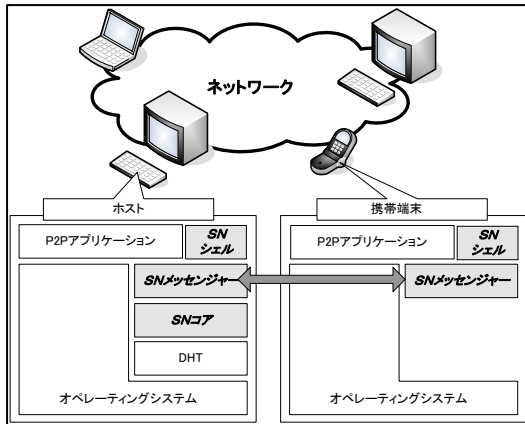 ネットワーク
ホスト
携帯端末
P2Pアプリケーション
SN
シェル
SNメッセンジャー
SNコア
DHT
オペレーティングシステム
P2Pアプリケーション
SN
シェル
SNメッセンジャー
オペレーティングシステム